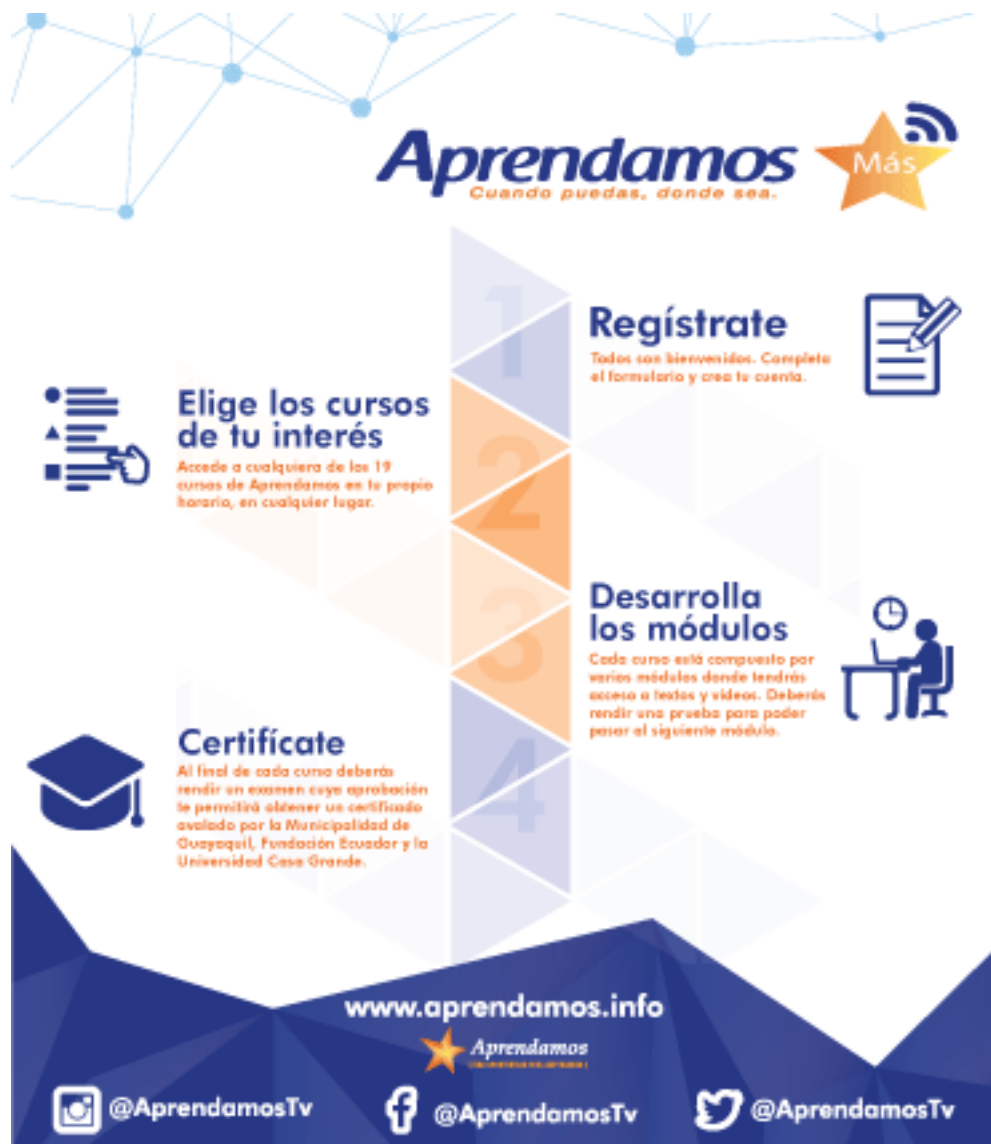 Aprendamos
Más
Cuando puedas, donde sea.
1
Regístrate
Todos son bienvenidos. Completa
el formulario y crea tu cuenta.
2
Elige los cursos
de tu interés
Accede a cualquiera de los 19
cursos de Aprendamos en tu propio
horario, en cualquier lugar.
3
Desarrolla
los módulos
Cada curso está compuesto por
varios módulos donde tendrás
acceso a textos y videos. Deberás
rendir una prueba para poder
pasar al siguiente módulo.
4
Certifícate
Al final de cada curso deberás
rendir un examen cuya aprobación
te permitirá obtener un certificado
avalado por la Municipalidad de
Guayaquil, Fundación Ecuador y la
Universidad Casa Grande.
www.aprendamos.info
Aprendamos
@AprendamosTv
@AprendamosTv
@AprendamosTv